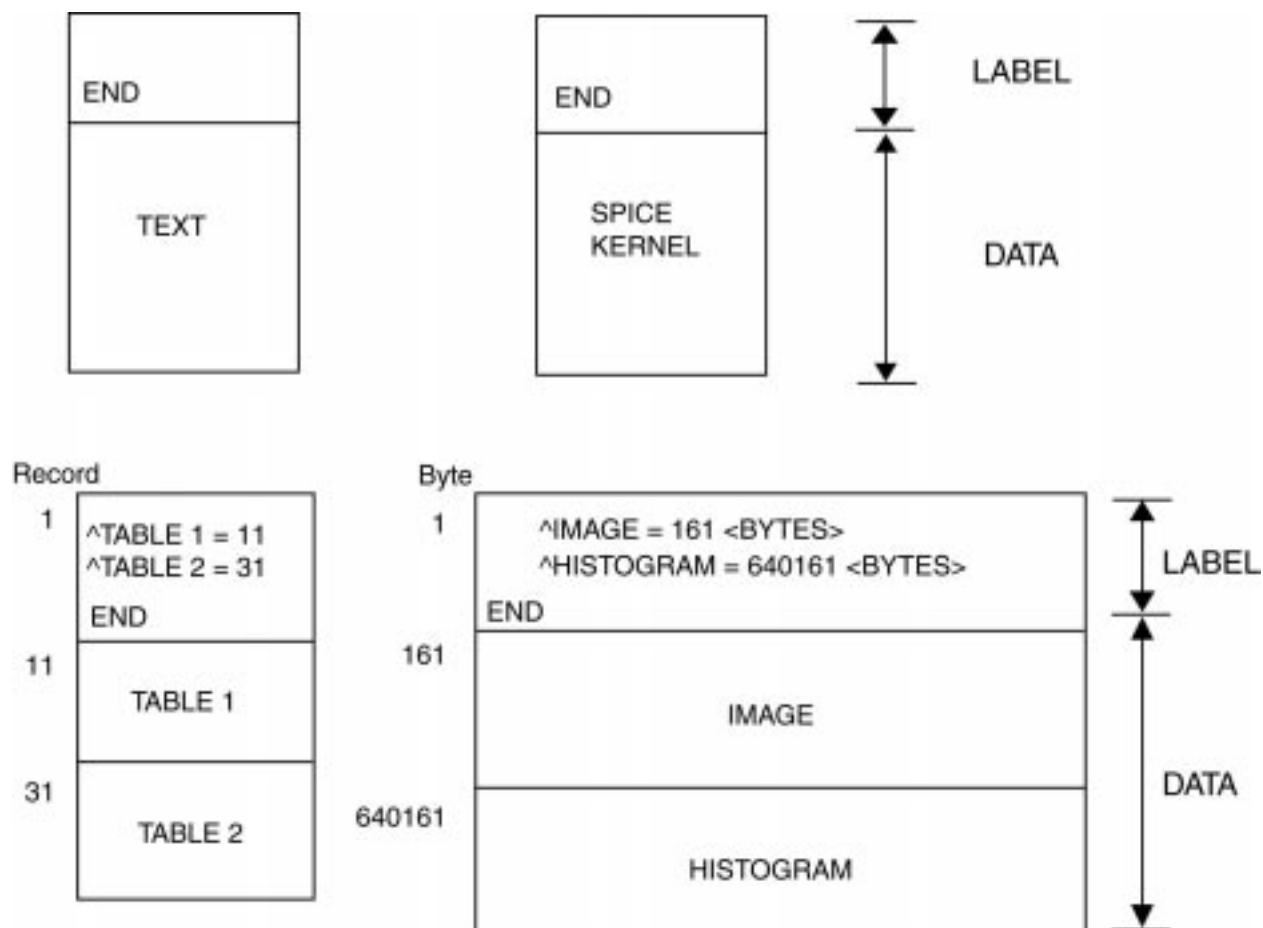 END
TEXT
END
SPICE
KERNEL
LABEL
DATA
Record
1
^TABLE 1 = 11
^TABLE 2 = 31
END
11
TABLE 1
31
TABLE 2
Byte
1
^IMAGE = 161 <BYTES>
^HISTOGRAM = 640161 <BYTES>
END
161
IMAGE
640161
HISTOGRAM
LABEL
DATA